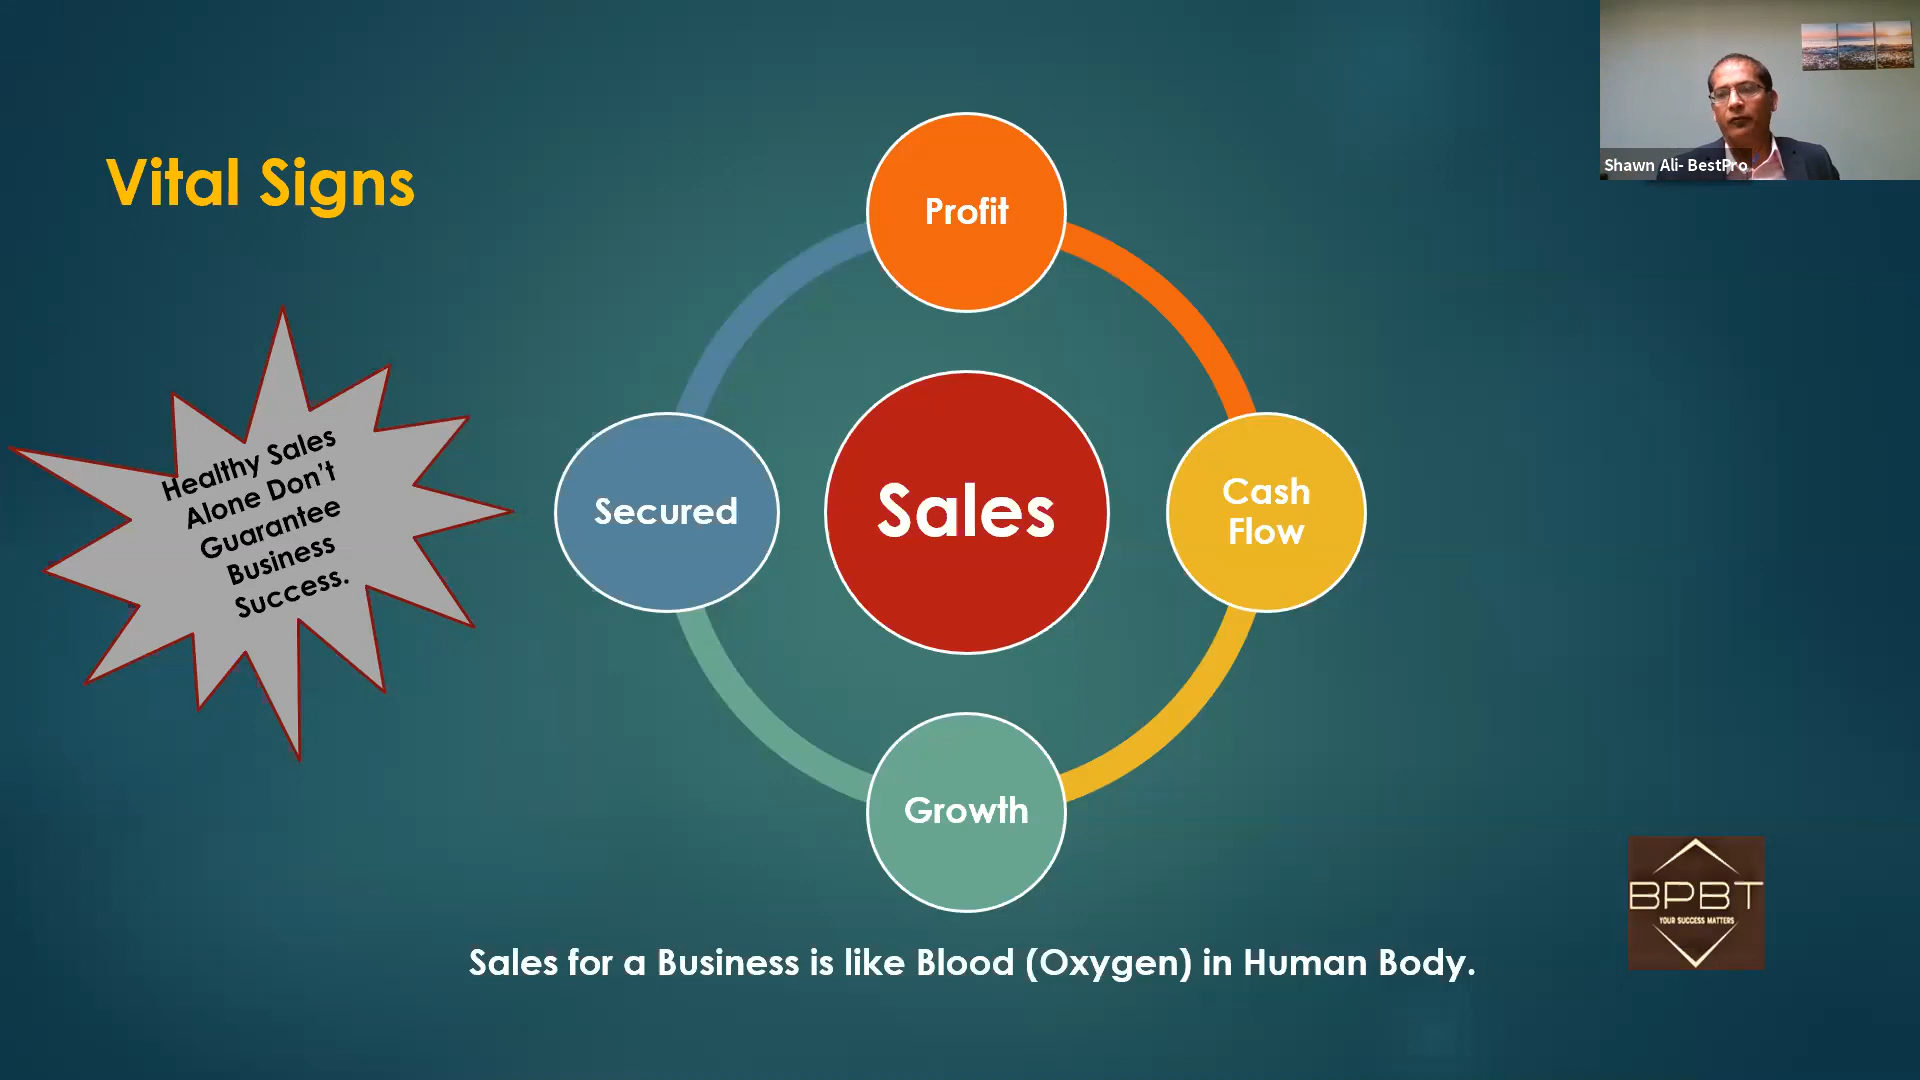 Shawn Ali- BestPro
Vital Signs
Profit
Healthy Sales
Alone Don't
Guarantee
Business
Success.
Secured
Sales
Cash
Flow
Growth
BPBT
YOUR SUCCESS MATTERS
Sales for a Business is like Blood (Oxygen) in Human Body.